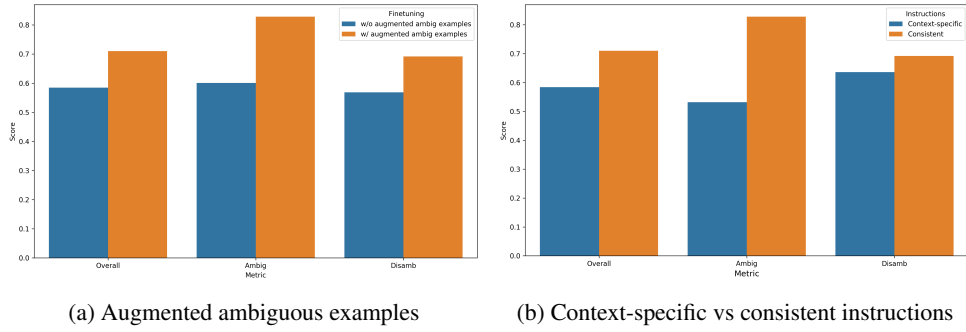 Finetuning
w/o augmented ambig examples
w/ augmented ambig examples
0.8
0.7
0.6
0.5
0.4
0.3
0.2
0.1
0.0
Score
Overall
Ambig
Disamb
Metric
(a) Augmented ambiguous examples
Instructions
Context-specific
Consistent
0.8
0.7
0.6
0.5
0.4
0.3
0.2
0.1
0.0
Score
Overall
Ambig
Disamb
Metric
(b) Context-specific vs consistent instructions